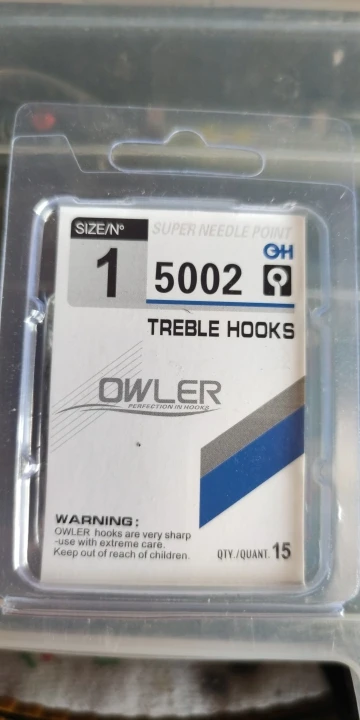 SIZE/Nº
SUPER NEEDLE POINT
OH
1
5002
TREBLE HOOKS
OWLER
PERFECTION IN HOOKS
WARNING:
OWLER hooks are very sharp
-use with extreme care.
Keep out of reach of children.
QTY./QUANT. 15